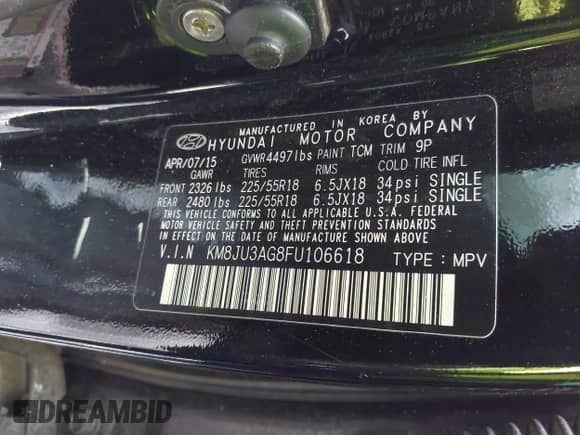 MANUFACTURED IN KOREA BY
HYUNDAI MOTOR COMPANY
APR/07/15 GVWR4497lbs PAINT TCM TRIM 9P
GAWR TIRES RIMS COLD TIRE INFL
FRONT 2326lbs 225/55R18 6.5JX18 34psi SINGLE
REAR 2480lbs 225/55R18 6.5JX18 34psi SINGLE
THIS VEHICLE CONFORMS TO ALL APPLICABLE U.S.A. FEDERAL
MOTOR VEHICLE SAFETY AND THEFT PREVENTION STANDARDS
IN EFFECT ON THE DATE OF MANUFACTURE SHOWN ABOVE.
V.I.N KM8JU3AG8FU106618 TYPE: MPV
DREAMBID